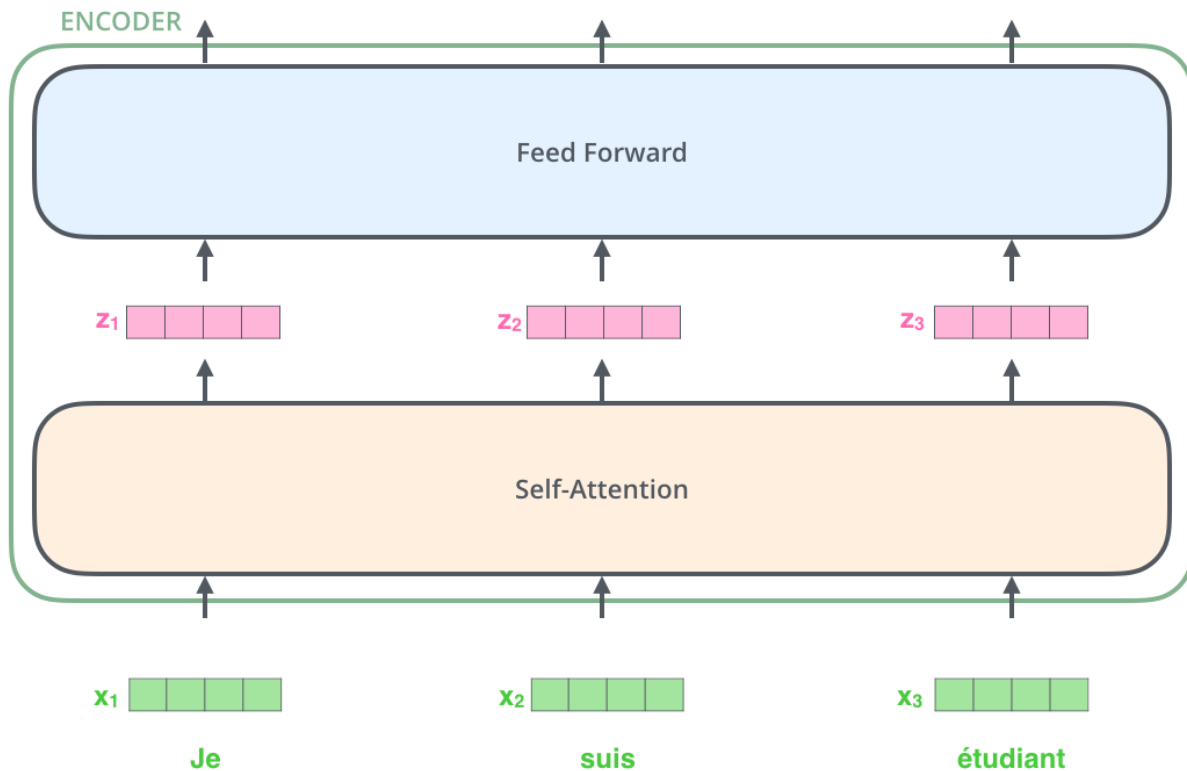 ENCODER
Feed Forward
z₁ z₂ z₃
Self-Attention
x₁ x₂ x₃
Je suis étudiant